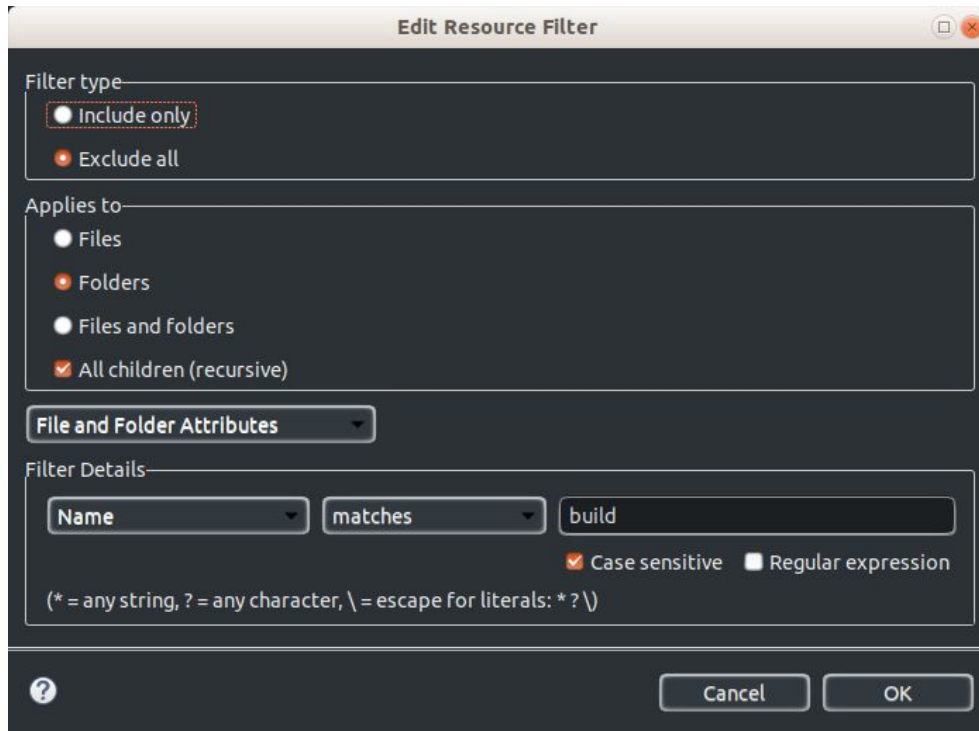 Edit Resource Filter
Filter type
Include only
Exclude all
Applies to
Files
Folders
Files and folders
All children (recursive)
File and Folder Attributes
Filter Details
Name matches build
Case sensitive Regular expression
(* = any string, ? = any character, \ = escape for literals: * ? \)
? Cancel OK